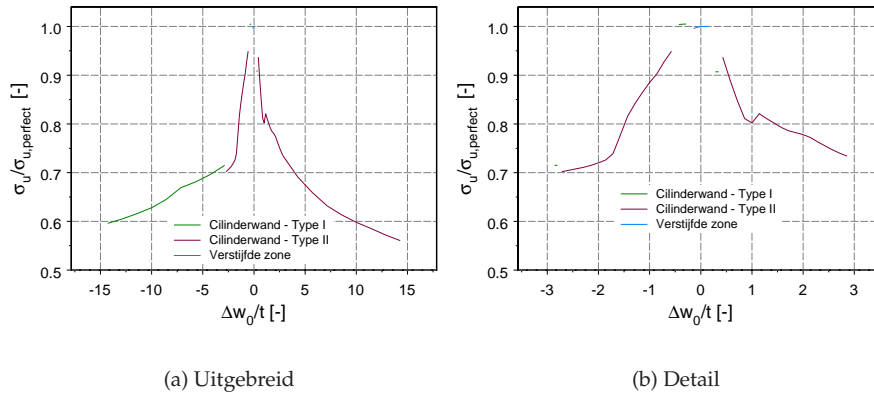 1.0
0.9
0.8
0.7
0.6
0.5
σu/σu,perfect [-]
-15 -10 -5 0 5 10 15
Δw0/t [-]
Cilinderwand - Type I
Cilinderwand - Type II
Verstijfde zone
(a) Uitgebreid
1.0
0.9
0.8
0.7
0.6
0.5
σu/σu,perfect [-]
-3 -2 -1 0 1 2 3
Δw0/t [-]
Cilinderwand - Type I
Cilinderwand - Type II
Verstijfde zone
(b) Detail